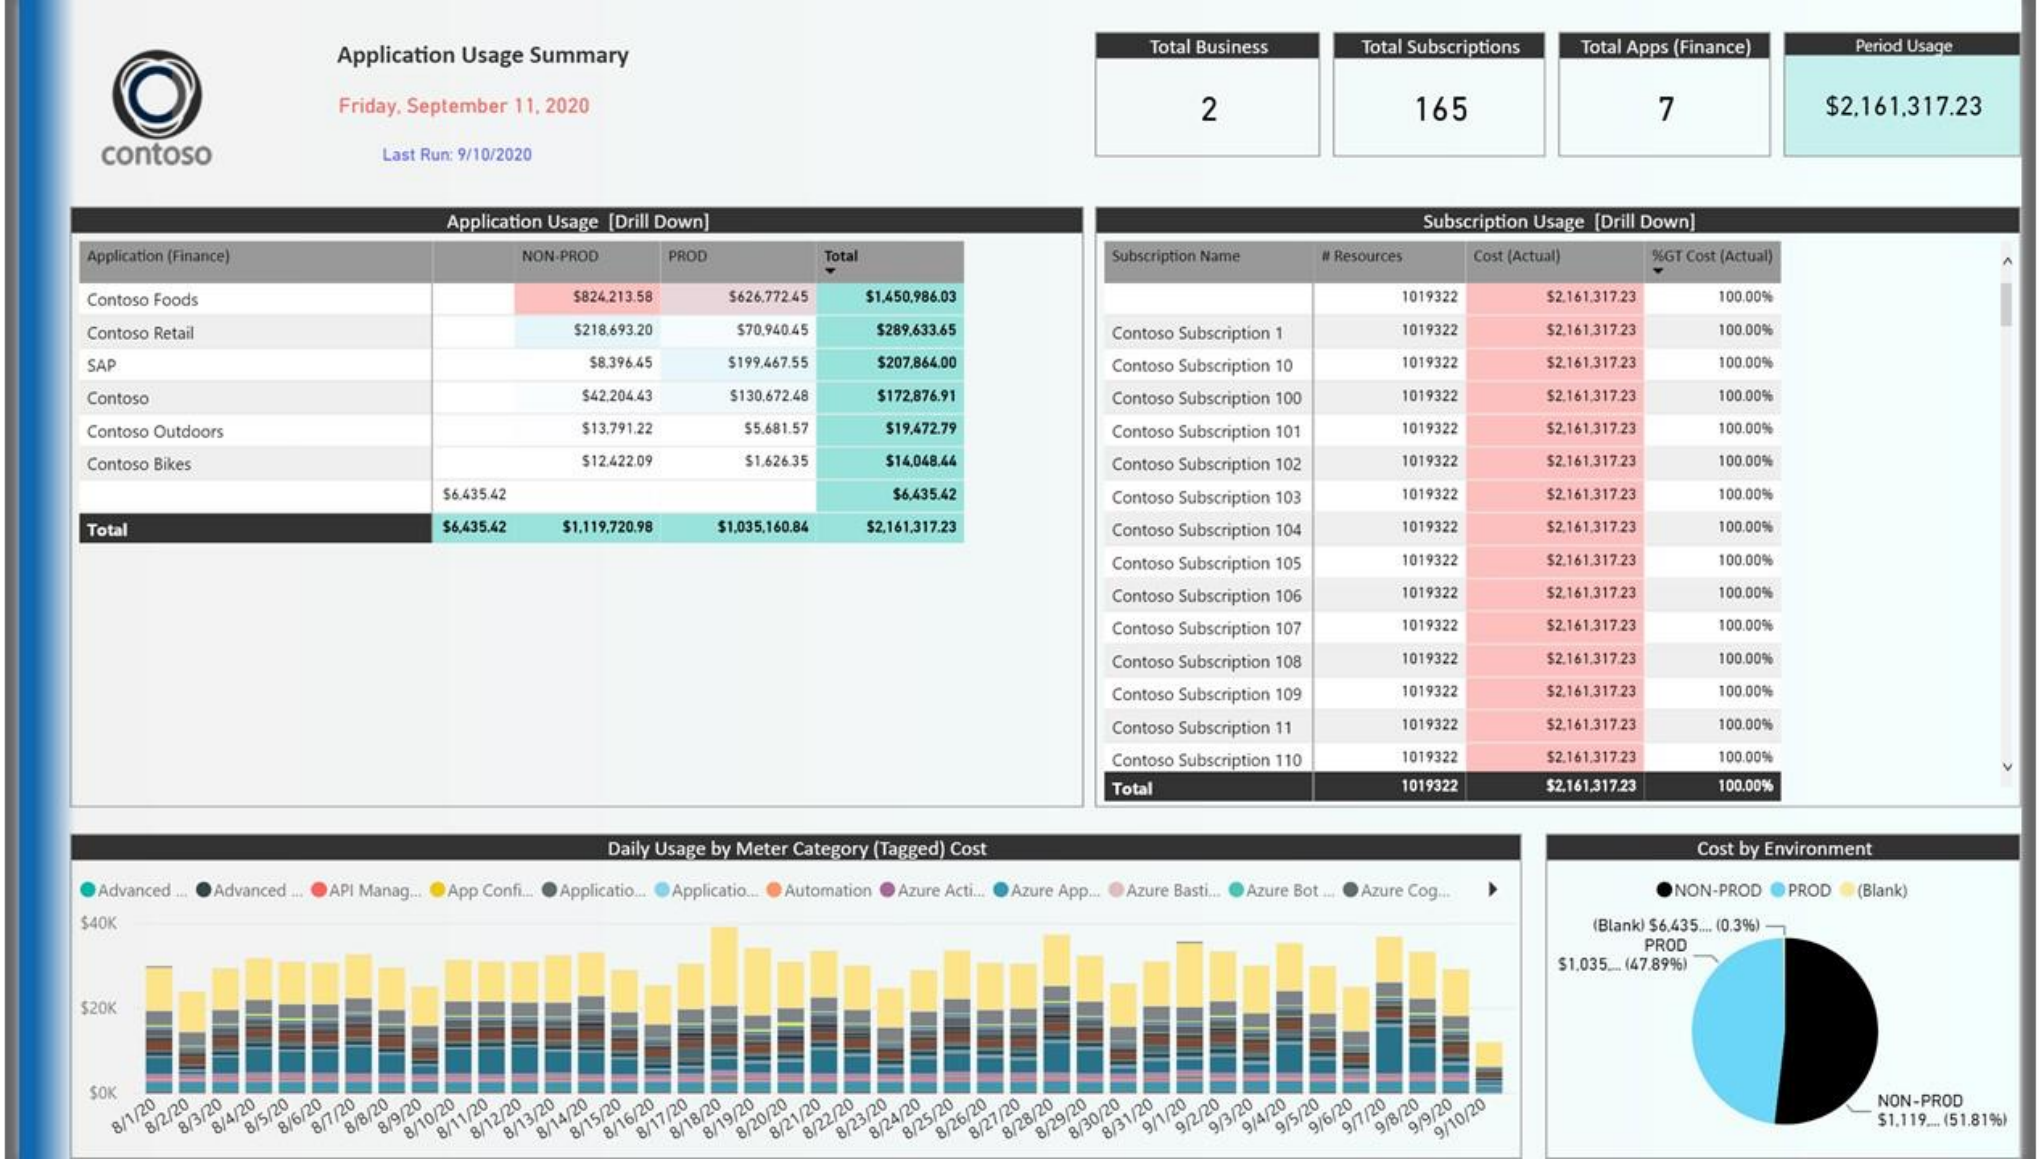 contoso
Application Usage Summary
Friday, September 11, 2020
Last Run: 9/10/2020
Total Business
2
Total Subscriptions
165
Total Apps (Finance)
7
Period Usage
$2,161,317.23
Application Usage [Drill Down]
Application (Finance) NON-PROD PROD Total
Contoso Foods $824,213.58 $626,772.45 $1,450,986.03
Contoso Retail $218,693.20 $70,940.45 $289,633.65
SAP $8,396.45 $199,467.55 $207,864.00
Contoso $42,204.43 $130,672.48 $172,876.91
Contoso Outdoors $13,791.22 $5,681.57 $19,472.79
Contoso Bikes $12,422.09 $1,626.35 $14,048.44
$6,435.42 $6,435.42
Total $6,435.42 $1,119,720.98 $1,035,160.84 $2,161,317.23
Subscription Usage [Drill Down]
Subscription Name # Resources Cost (Actual) %GT Cost (Actual)
1019322 $2,161,317.23 100.00%
Contoso Subscription 1 1019322 $2,161,317.23 100.00%
Contoso Subscription 10 1019322 $2,161,317.23 100.00%
Contoso Subscription 100 1019322 $2,161,317.23 100.00%
Contoso Subscription 101 1019322 $2,161,317.23 100.00%
Contoso Subscription 102 1019322 $2,161,317.23 100.00%
Contoso Subscription 103 1019322 $2,161,317.23 100.00%
Contoso Subscription 104 1019322 $2,161,317.23 100.00%
Contoso Subscription 105 1019322 $2,161,317.23 100.00%
Contoso Subscription 106 1019322 $2,161,317.23 100.00%
Contoso Subscription 107 1019322 $2,161,317.23 100.00%
Contoso Subscription 108 1019322 $2,161,317.23 100.00%
Contoso Subscription 109 1019322 $2,161,317.23 100.00%
Contoso Subscription 11 1019322 $2,161,317.23 100.00%
Contoso Subscription 110 1019322 $2,161,317.23 100.00%
Total 1019322 $2,161,317.23 100.00%
Daily Usage by Meter Category (Tagged) Cost
Advanced ... Advanced ... API Manag... App Confi... Applicatio... Applicatio... Automation Azure Acti... Azure App... Azure Basti... Azure Bot ... Azure Cog...
$40K
$20K
$0K
8/1/20 8/2/20 8/3/20 8/4/20 8/5/20 8/6/20 8/7/20 8/8/20 8/9/20 8/10/20 8/11/20 8/12/20 8/13/20 8/14/20 8/15/20 8/16/20 8/17/20 8/18/20 8/19/20 8/20/20 8/21/20 8/22/20 8/23/20 8/24/20 8/25/20 8/26/20 8/27/20 8/28/20 8/29/20 8/30/20 8/31/20 9/1/20 9/2/20 9/3/20 9/4/20 9/5/20 9/6/20 9/7/20 9/8/20 9/9/20 9/10/20
Cost by Environment
NON-PROD PROD (Blank)
(Blank) $6,435.... (0.3%)
PROD
$1,035,... (47.89%)
NON-PROD
$1,119,... (51.81%)